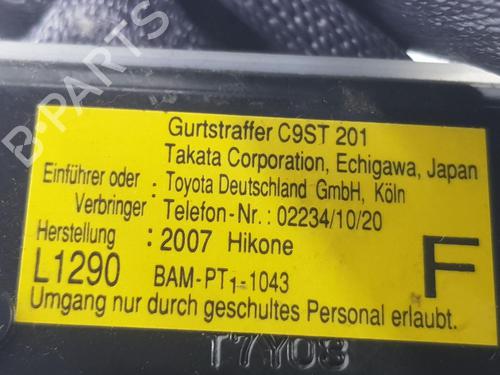 Gurtstraffer C9ST 201
Takata Corporation, Echigawa, Japan
Einführer oder : Toyota Deutschland GmbH, Köln
Verbringer Telefon-Nr.: 02234/10/20
Herstellung : 2007 Hikone
L1290 BAM-PT1-1043 F
Umgang nur durch geschultes Personal erlaubt.
T7Y08
B-PARTS